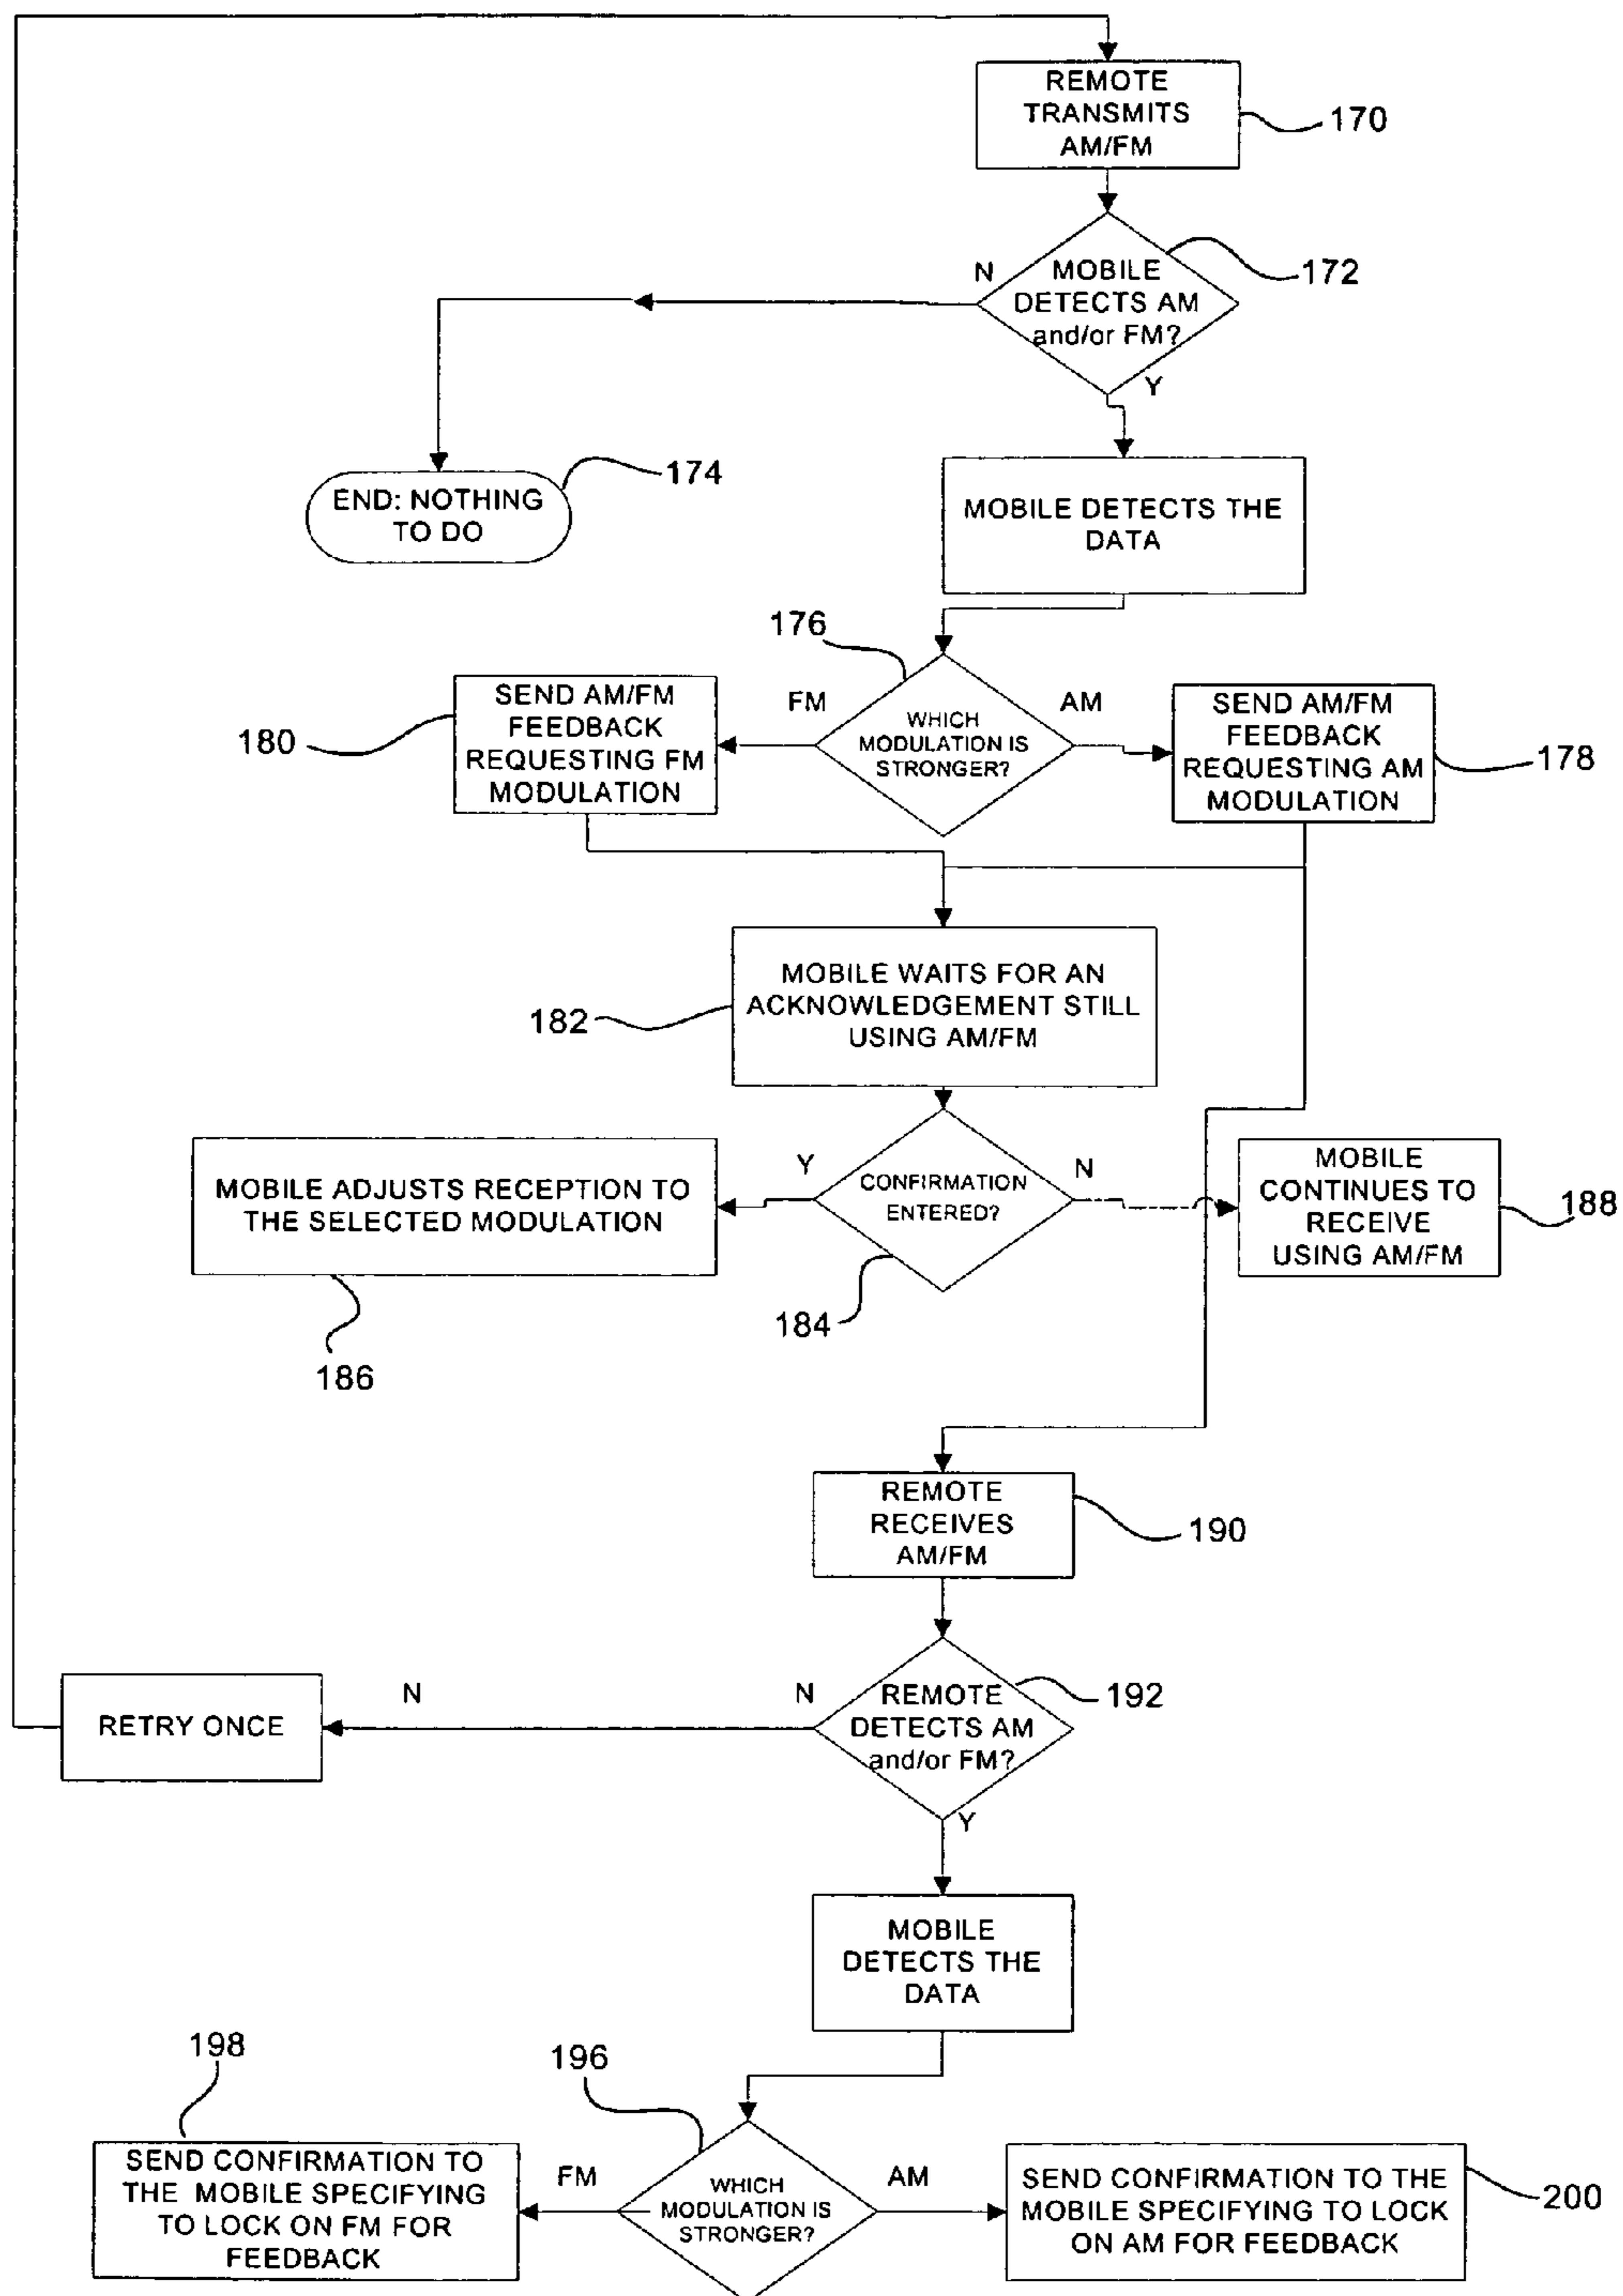 REMOTE
TRANSMITS
AM/FM
170
172
N
MOBILE
DETECTS AM
and/or FM?
Y
174
END: NOTHING
TO DO
MOBILE DETECTS THE
DATA
176
SEND AM/FM
FEEDBACK
REQUESTING FM
MODULATION
180
FM
WHICH
MODULATION IS
STRONGER?
AM
SEND AM/FM
FEEDBACK
REQUESTING AM
MODULATION
178
MOBILE WAITS FOR AN
ACKNOWLEDGEMENT STILL
USING AM/FM
182
MOBILE ADJUSTS RECEPTION TO
THE SELECTED MODULATION
Y
CONFIRMATION
ENTERED?
N
MOBILE
CONTINUES TO
RECEIVE
USING AM/FM
188
184
186
REMOTE
RECEIVES
AM/FM
190
RETRY ONCE
N
N
REMOTE
DETECTS AM
and/or FM?
192
Y
MOBILE
DETECTS THE
DATA
198
196
SEND CONFIRMATION TO
THE MOBILE SPECIFYING
TO LOCK ON FM FOR
FEEDBACK
FM
WHICH
MODULATION IS
STRONGER?
AM
SEND CONFIRMATION TO THE
MOBILE SPECIFYING TO LOCK
ON AM FOR FEEDBACK
200